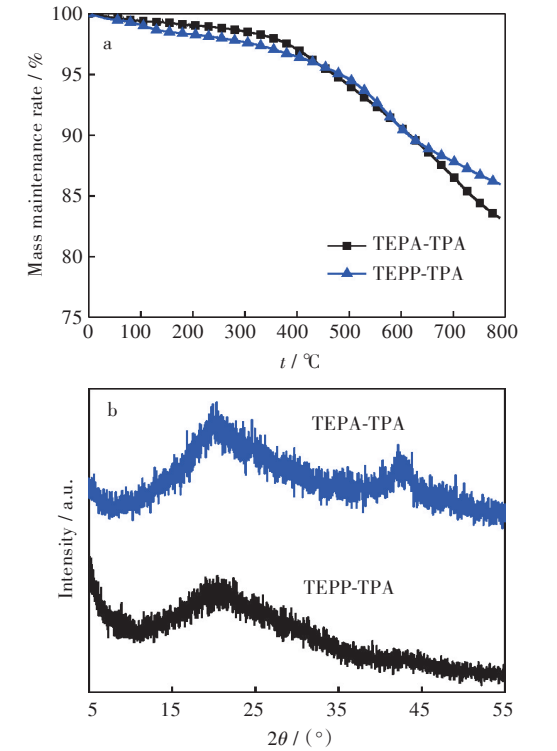 100
95
90
85
80
75
a
Mass maintenance rate / %
TEPA-TPA
TEPP-TPA
0 100 200 300 400 500 600 700 800
t / ℃
b
TEPA-TPA
TEPP-TPA
Intensity / a.u.
5 15 25 35 45 55
2θ / (°)